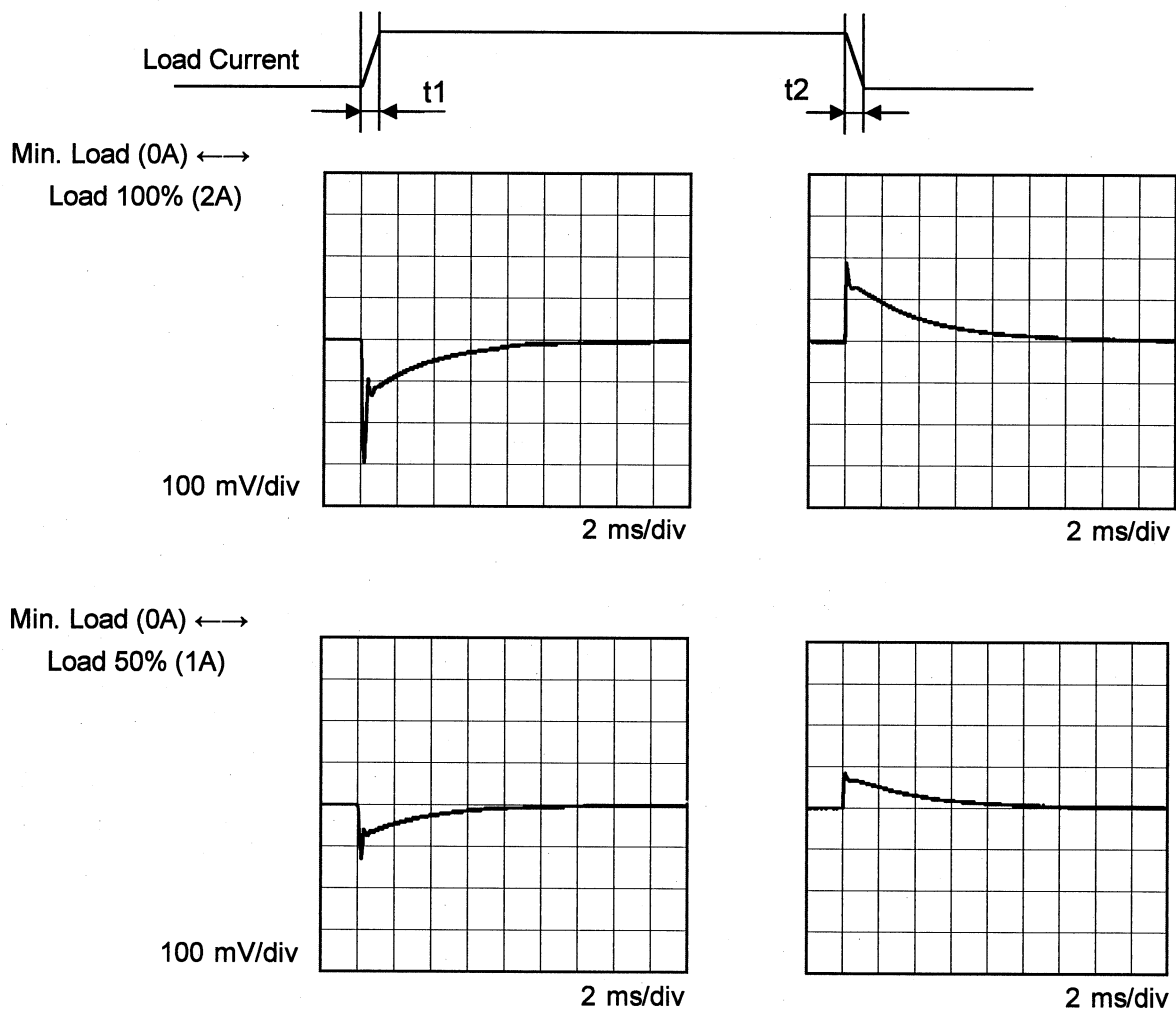 Load Current
t1
t2
Min. Load (0A) ←→
Load 100% (2A)
100 mV/div
2 ms/div
2 ms/div
Min. Load (0A) ←→
Load 50% (1A)
100 mV/div
2 ms/div
2 ms/div